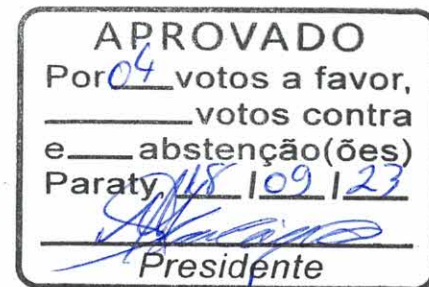 APROVADO
Por 04 votos a favor,
votos contra
e abstenção(ões)
Paraty, 18 / 09 / 23
Presidente